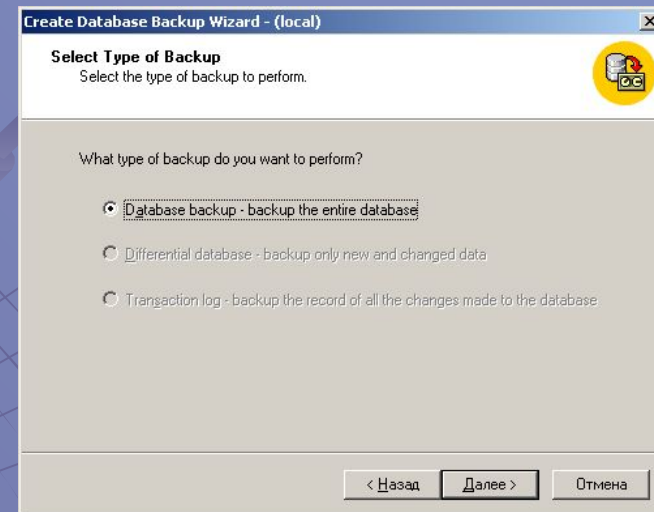 Create Database Backup Wizard - (local)
Select Type of Backup
Select the type of backup to perform.
What type of backup do you want to perform?
Database backup - backup the entire database
Differential database - backup only new and changed data
Transaction log - backup the record of all the changes made to the database
< Назад
Далее >
Отмена